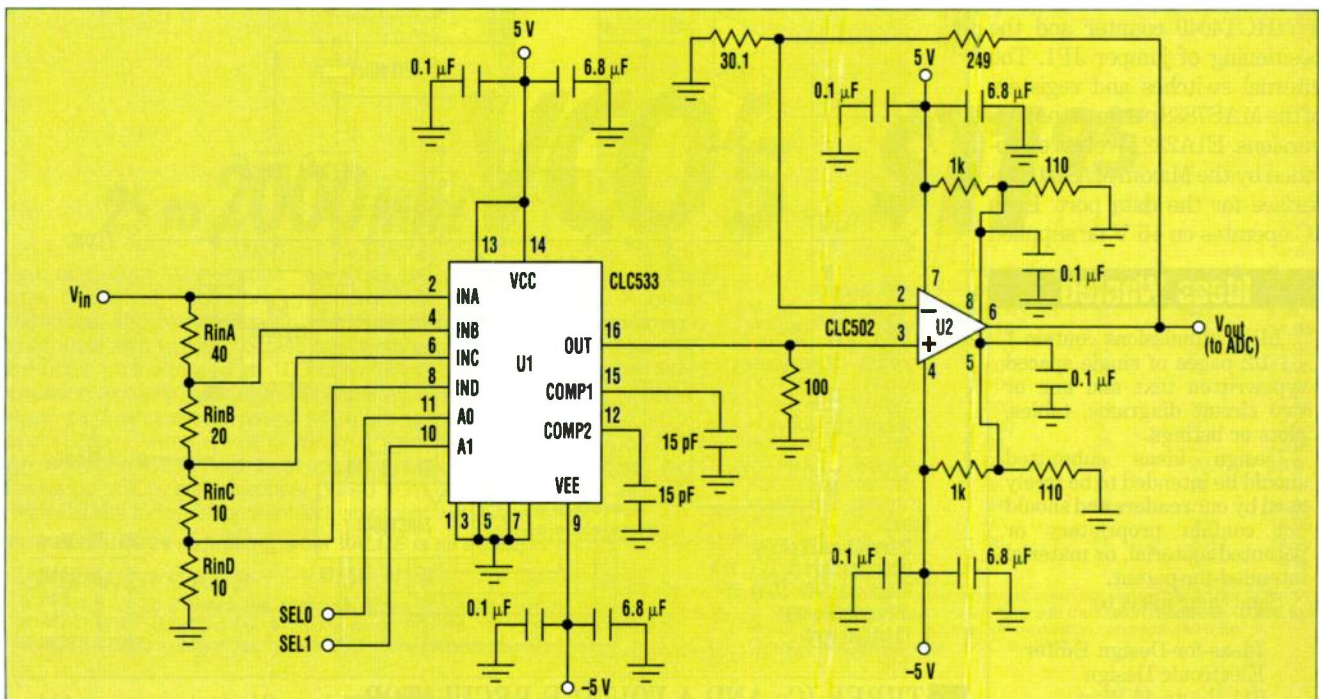 5 V
0.1 μF
6.8 μF
30.1
249
5 V
0.1 μF
6.8 μF
1k
110
0.1 μF
13
14
VCC
CLC533
Vin
2
INA
4
INB
6
INC
8
IND
11
A0
10
A1
U1
OUT
16
COMP1
15
COMP2
12
VEE
1
3
5
7
9
RinA
40
RinB
20
RinC
10
RinD
10
SEL0
SEL1
15 pF
15 pF
0.1 μF
6.8 μF
–5 V
100
CLC502
7
2
8
6
U2
3
4
5
Vout
(to ADC)
0.1 μF
1k
110
0.1 μF
6.8 μF
–5 V